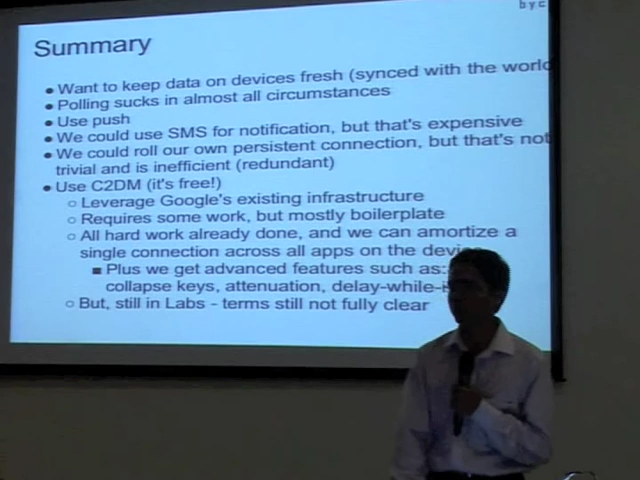 b y c
Summary
● Want to keep data on devices fresh (synced with the world
● Polling sucks in almost all circumstances
● Use push
● We could use SMS for notification, but that's expensive
● We could roll our own persistent connection, but that's not
trivial and is inefficient (redundant)
● Use C2DM (it's free!)
○ Leverage Google's existing infrastructure
○ Requires some work, but mostly boilerplate
○ All hard work already done, and we can amortize a
single connection across all apps on the
■ Plus we get advanced features such as:
collapse keys, attenuation,
○ But, still in Labs - terms still not fully clear